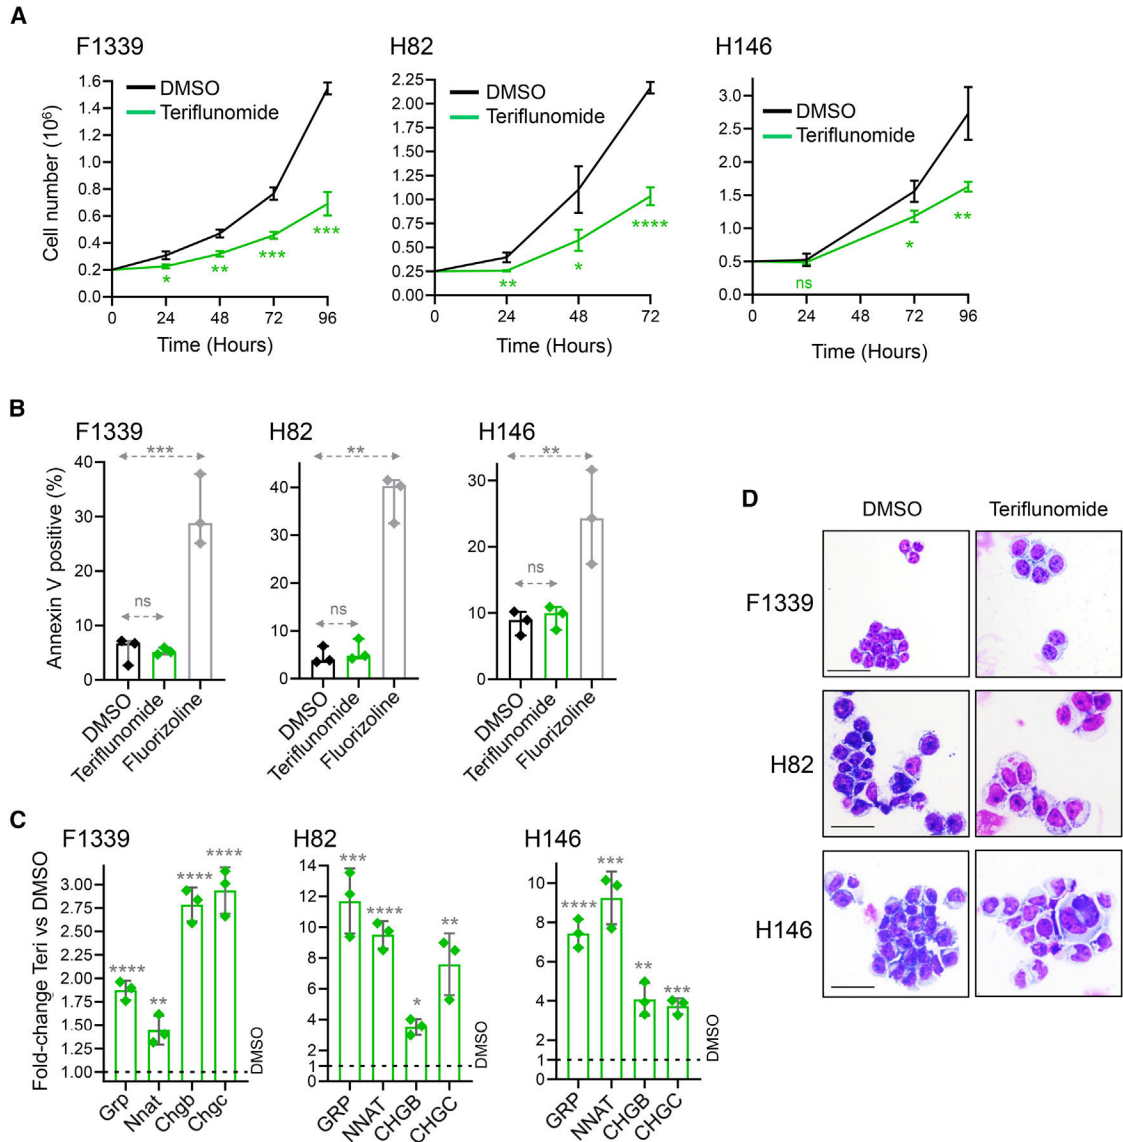 A
F1339
H82
H146
DMSO
Teriflunomide
DMSO
Teriflunomide
DMSO
Teriflunomide
Cell number (10⁶)
1.6
1.4
1.2
1.0
0.8
0.6
0.4
0.2
0.0
*
**
***
***
0
24
48
72
96
Time (Hours)
2.25
2.00
1.75
1.50
1.25
1.00
0.75
0.50
0.25
0.00
**
*
****
0
24
48
72
Time (Hours)
3.0
2.5
2.0
1.5
1.0
0.5
0.0
ns
*
**
0
24
48
72
96
Time (Hours)
B
F1339
H82
H146
Annexin V positive (%)
40
30
20
10
0
***
ns
DMSO
Teriflunomide
Fluorizoline
40
30
20
10
0
**
ns
DMSO
Teriflunomide
Fluorizoline
30
20
10
0
**
ns
DMSO
Teriflunomide
Fluorizoline
C
F1339
H82
H146
Fold-change Teri vs DMSO
3.00
2.75
2.50
2.25
2.00
1.75
1.50
1.25
1.00
****
**
****
****
DMSO
Grp
Nnat
Chgb
Chgc
14
12
10
8
6
4
2
1
0
***
****
*
**
DMSO
GRP
NNAT
CHGB
CHGC
10
8
6
4
2
1
0
****
***
**
***
DMSO
GRP
NNAT
CHGB
CHGC
D
DMSO
Teriflunomide
F1339
H82
H146